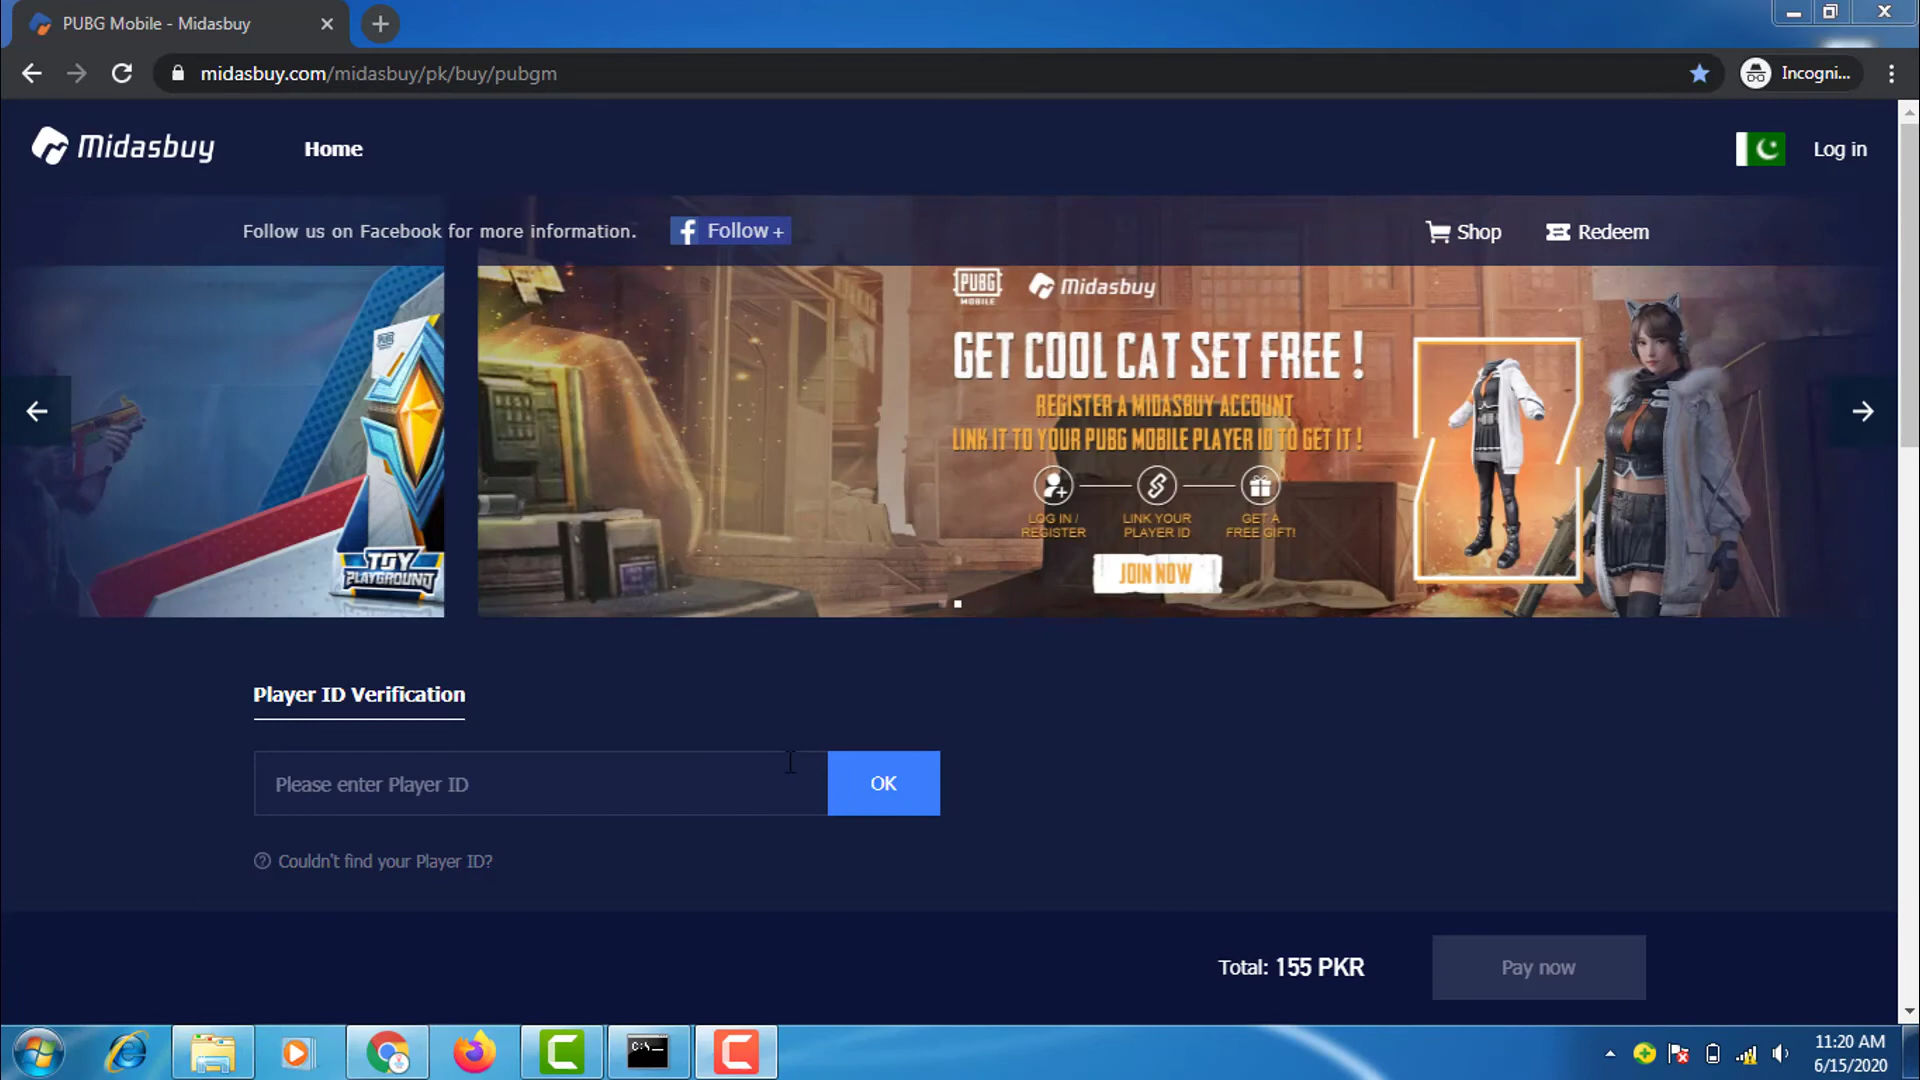 PUBG Mobile - Midasbuy
midasbuy.com/midasbuy/pk/buy/pubgm
Incogni...
Midasbuy
Home
Log in
Follow us on Facebook for more information.
Follow +
Shop
Redeem
PUBG
MOBILE
Midasbuy
GET COOL CAT SET FREE !
REGISTER A MIDASBUY ACCOUNT
LINK IT TO YOUR PUBG MOBILE PLAYER ID TO GET IT !
LOG IN /
REGISTER
LINK YOUR
PLAYER ID
GET A
FREE GIFT!
JOIN NOW
PUBG
TOY
PLAYGROUND
Player ID Verification
Please enter Player ID
OK
Couldn't find your Player ID?
Total: 155 PKR
Pay now
C:\
11:20 AM
6/15/2020